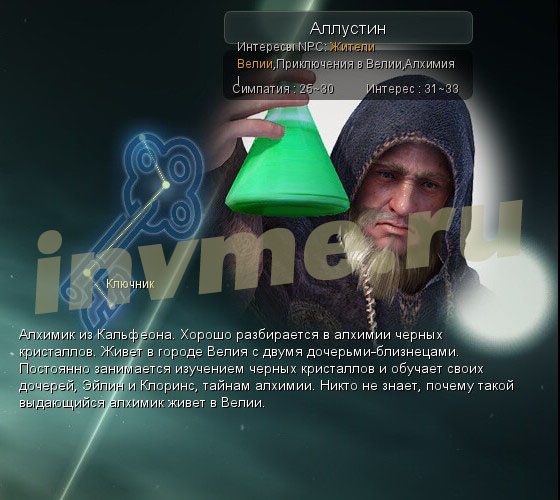 Аллустин
Интересы NPC: Жители
Велии,Приключения в Велии,Алхимия
Симпатия : 25~30 Интерес : 31~33
invme.ru
Ключник
Алхимик из Кальфеона. Хорошо разбирается в алхимии черных
кристаллов. Живет в городе Велия с двумя дочерьми-близнецами.
Постоянно занимается изучением черных кристаллов и обучает своих
дочерей, Эйлин и Клоринс, тайнам алхимии. Никто не знает, почему такой
выдающийся алхимик живет в Велии.